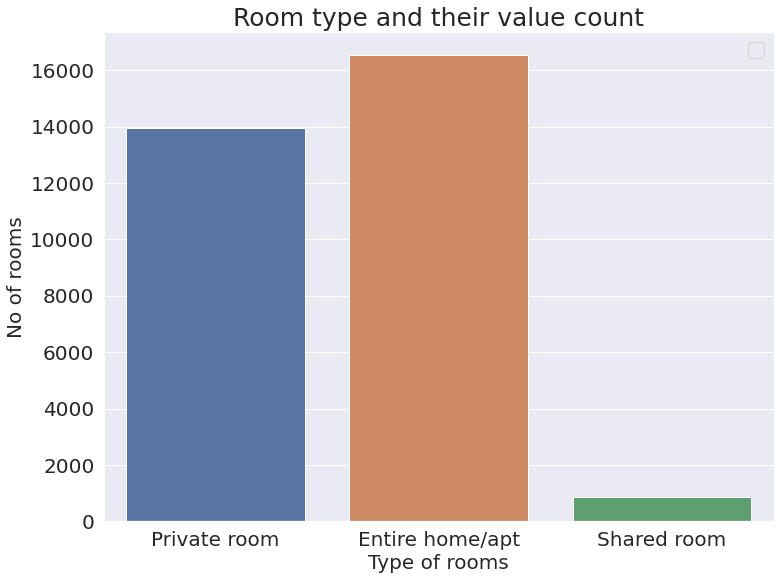 Room type and their value count
No of rooms
16000
14000
12000
10000
8000
6000
4000
2000
0
Private room
Entire home/apt
Shared room
Type of rooms